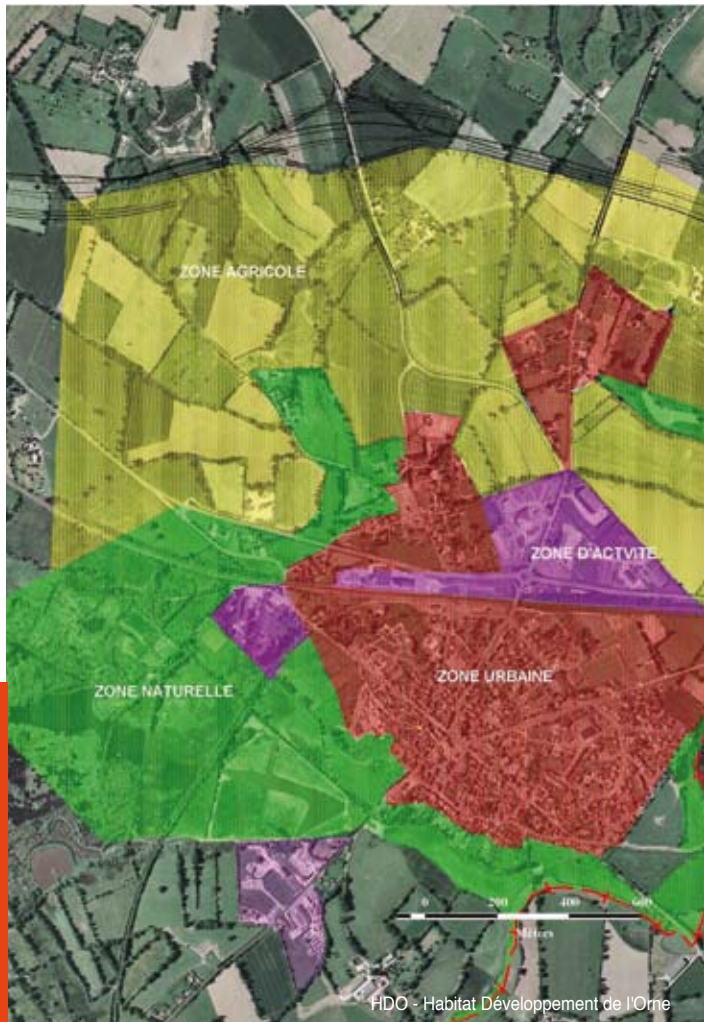 ZONE AGRICOLE
ZONE D'ACTVITE
ZONE URBAINE
ZONE NATURELLE
0 200 400 600
Mètres
HDO - Habitat Développement de l'Orne